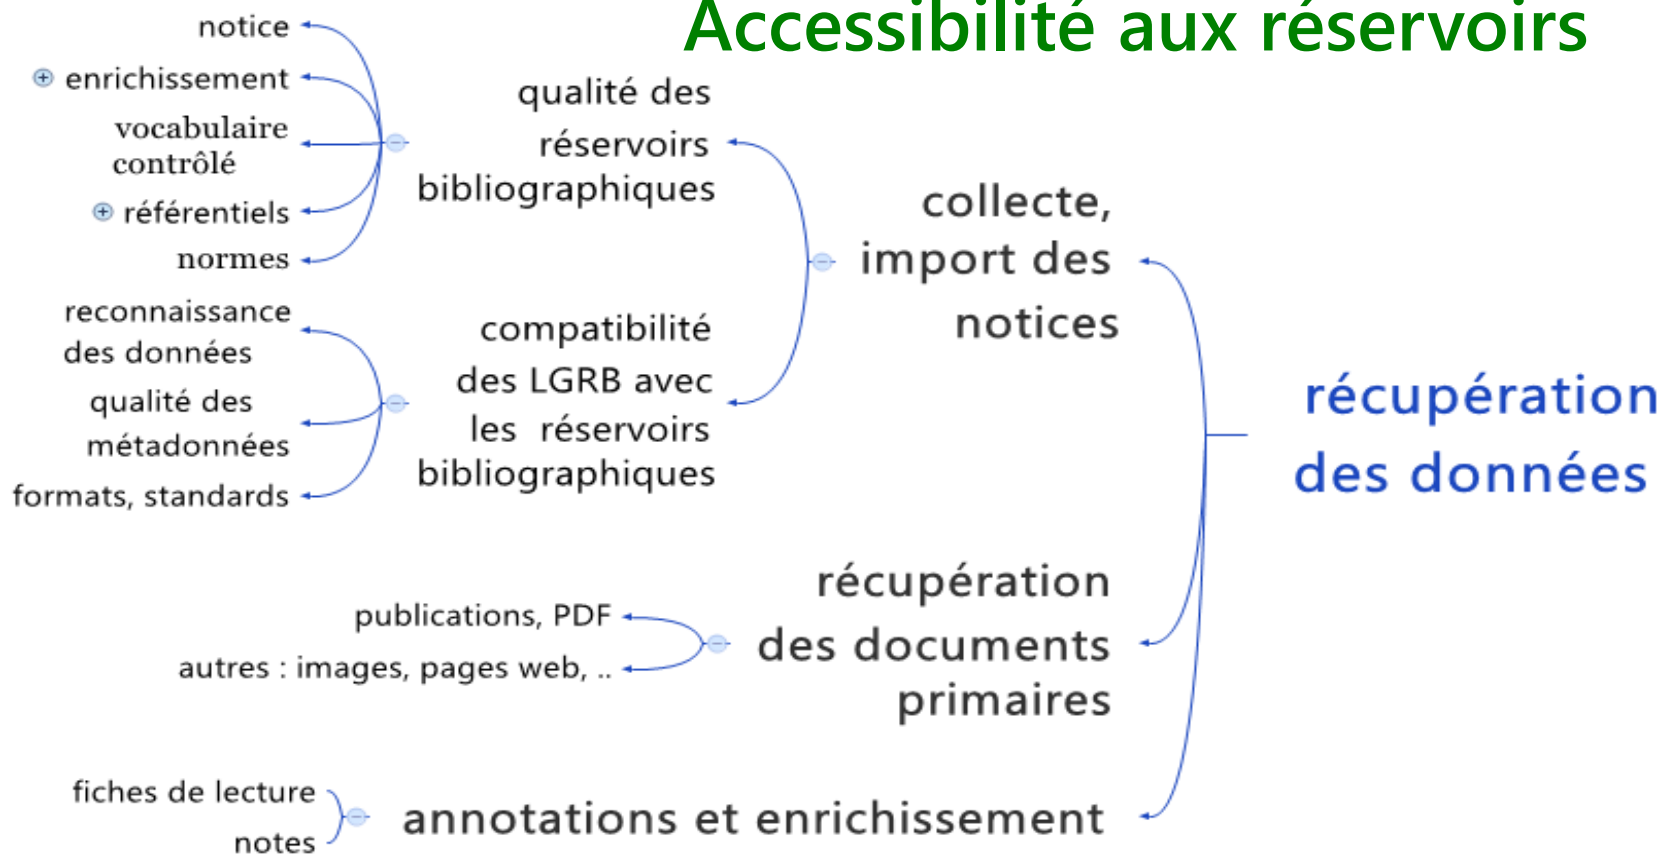 Accessibilité aux réservoirs
notice
enrichissement
vocabulaire
contrôlé
référentiels
normes
qualité des
réservoirs
bibliographiques
reconnaissance
des données
qualité des
métadonnées
formats, standards
compatibilité
des LGRB avec
les réservoirs
bibliographiques
collecte,
import des
notices
récupération
des données
publications, PDF
autres : images, pages web, ..
récupération
des documents
primaires
fiches de lecture
notes
annotations et enrichissement